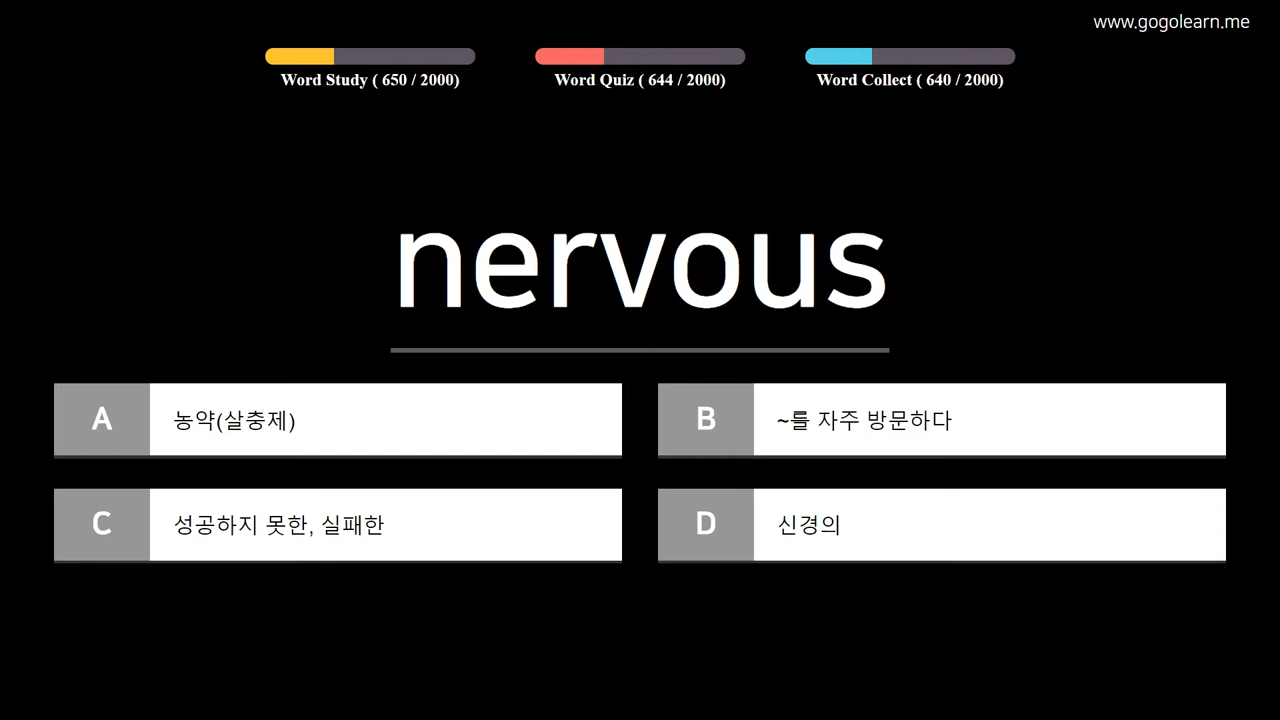 www.gogolearn.me
Word Study ( 650 / 2000)
Word Quiz ( 644 / 2000)
Word Collect ( 640 / 2000)
nervous
A 농약(살충제)
B ~를 자주 방문하다
C 성공하지 못한, 실패한
D 신경의